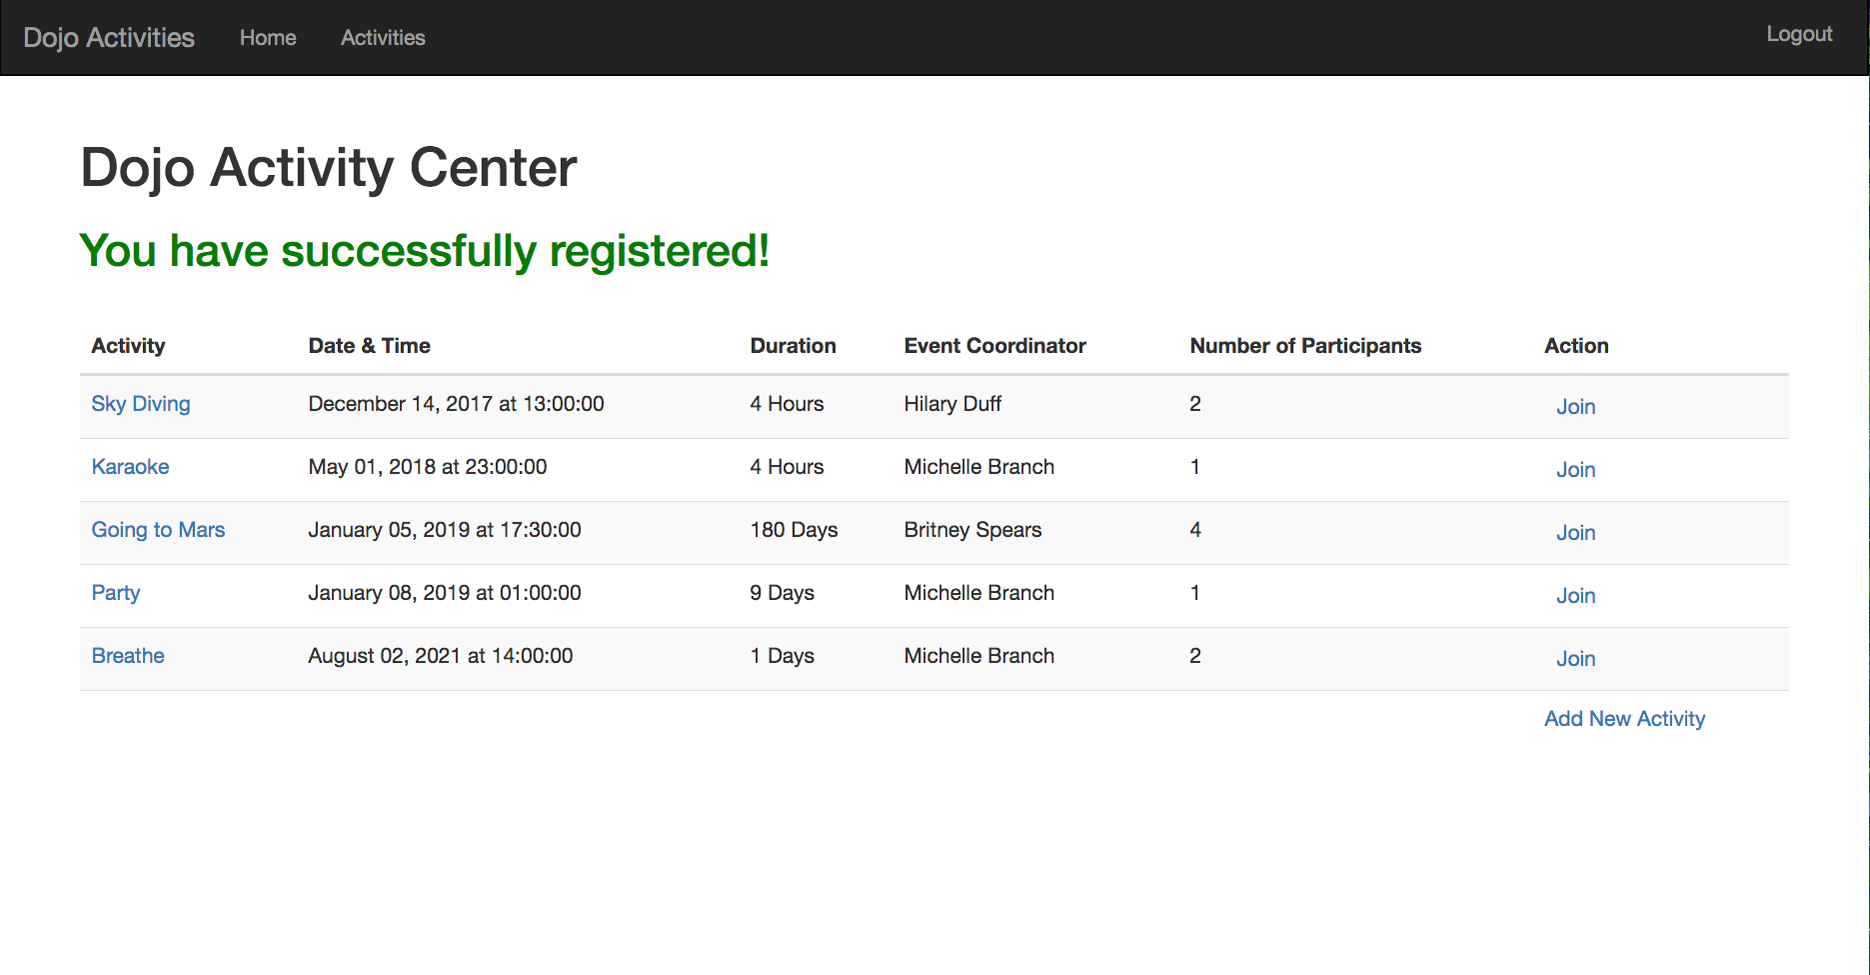 Dojo Activities Home Activities Logout
Dojo Activity Center
You have successfully registered!
Activity Date & Time Duration Event Coordinator Number of Participants Action
Sky Diving December 14, 2017 at 13:00:00 4 Hours Hilary Duff 2 Join
Karaoke May 01, 2018 at 23:00:00 4 Hours Michelle Branch 1 Join
Going to Mars January 05, 2019 at 17:30:00 180 Days Britney Spears 4 Join
Party January 08, 2019 at 01:00:00 9 Days Michelle Branch 1 Join
Breathe August 02, 2021 at 14:00:00 1 Days Michelle Branch 2 Join
Add New Activity